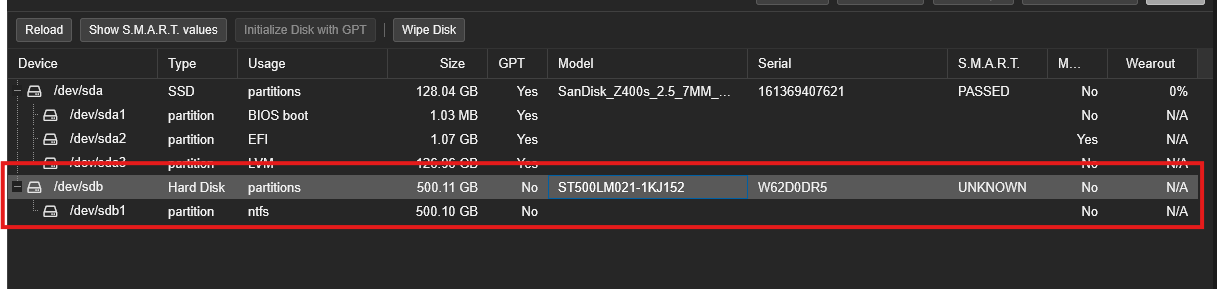 Reload Show S.M.A.R.T. values Initialize Disk with GPT Wipe Disk
Device Type Usage Size GPT Model Serial S.M.A.R.T. M... Wearout
/dev/sda SSD partitions 128.04 GB Yes SanDisk_Z400s_2.5_7MM_... 161369407621 PASSED No 0%
/dev/sda1 partition BIOS boot 1.03 MB Yes No N/A
/dev/sda2 partition EFI 1.07 GB Yes Yes N/A
/dev/sda3 partition LVM 126.96 GB Yes No N/A
/dev/sdb Hard Disk partitions 500.11 GB No ST500LM021-1KJ152 W62D0DR5 UNKNOWN No N/A
/dev/sdb1 partition ntfs 500.10 GB No No N/A